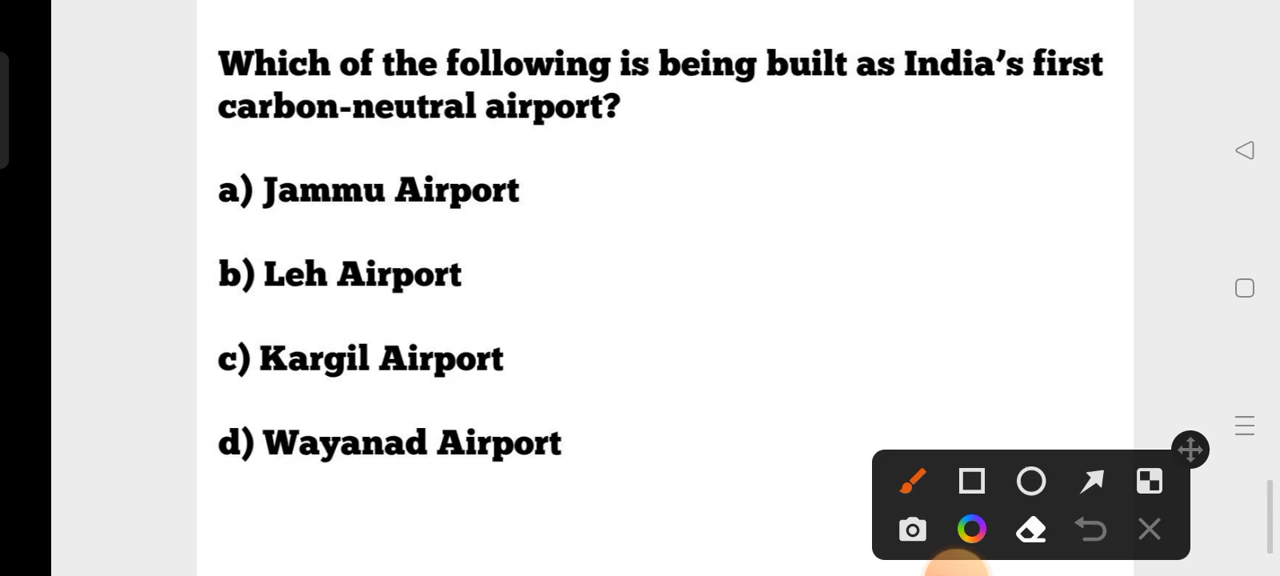 Which of the following is being built as India’s first
carbon-neutral airport?
a) Jammu Airport
b) Leh Airport
c) Kargil Airport
d) Wayanad Airport